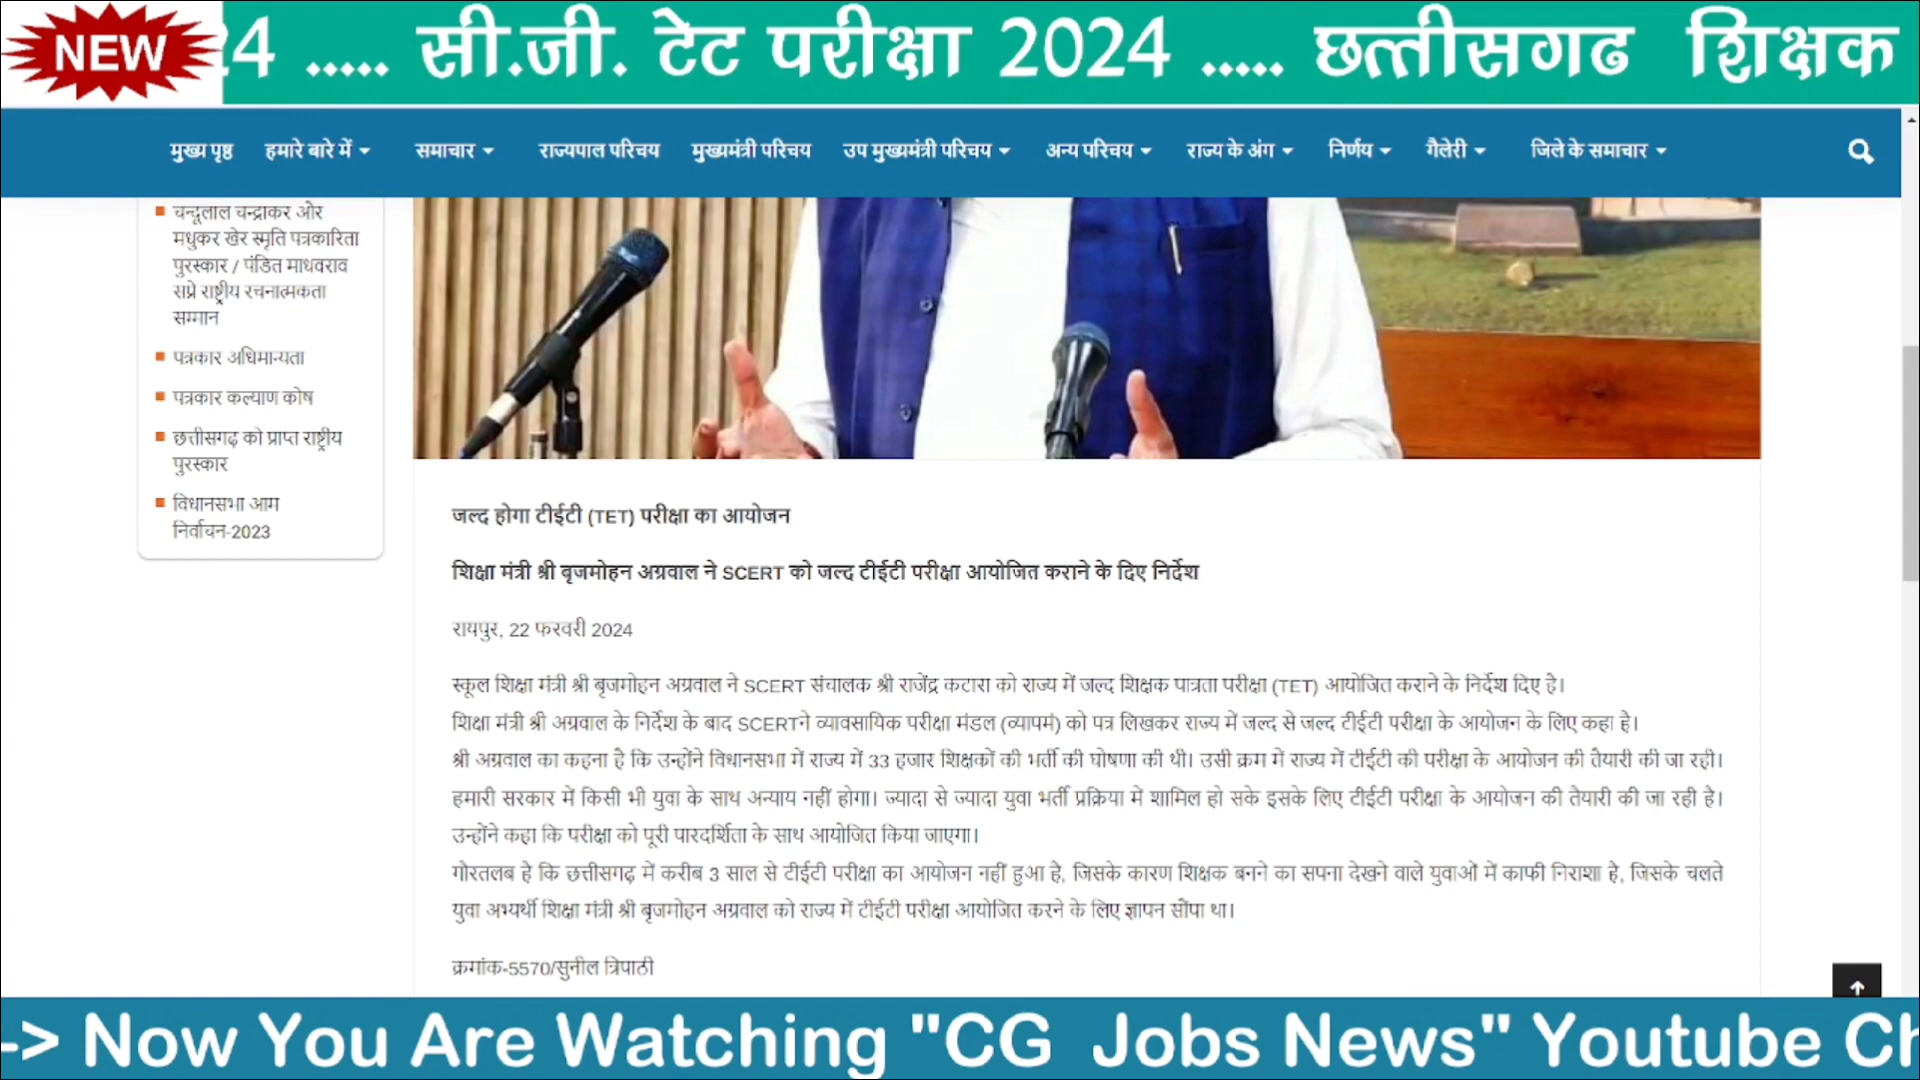 NEW 24 ..... सी.जी. टेट परीक्षा 2024 ..... छत्तीसगढ शिक्षक
मुख्य पृष्ठ हमारे बारे में समाचार राज्यपाल परिचय मुख्यमंत्री परिचय उप मुख्यमंत्री परिचय अन्य परिचय राज्य के अंग निर्णय गैलेरी जिले के समाचार
चन्दूलाल चन्द्राकर और
मधुकर खेर स्मृति पत्रकारिता
पुरस्कार / पंडित माधवराव
सप्रे राष्ट्रीय रचनात्मकता
सम्मान
पत्रकार अधिमान्यता
पत्रकार कल्याण कोष
छत्तीसगढ़ को प्राप्त राष्ट्रीय
पुरस्कार
विधानसभा आम
निर्वाचन-2023
जल्द होगा टीईटी (TET) परीक्षा का आयोजन
शिक्षा मंत्री श्री बृजमोहन अग्रवाल ने SCERT को जल्द टीईटी परीक्षा आयोजित कराने के दिए निर्देश
रायपुर, 22 फरवरी 2024
स्कूल शिक्षा मंत्री श्री बृजमोहन अग्रवाल ने SCERT संचालक श्री राजेंद्र कटारा को राज्य में जल्द शिक्षक पात्रता परीक्षा (TET) आयोजित कराने के निर्देश दिए है।
शिक्षा मंत्री श्री अग्रवाल के निर्देश के बाद SCERTने व्यावसायिक परीक्षा मंडल (व्यापमं) को पत्र लिखकर राज्य में जल्द से जल्द टीईटी परीक्षा के आयोजन के लिए कहा है।
श्री अग्रवाल का कहना है कि उन्होंने विधानसभा में राज्य में 33 हजार शिक्षकों की भर्ती की घोषणा की थी। उसी क्रम में राज्य में टीईटी की परीक्षा के आयोजन की तैयारी की जा रही।
हमारी सरकार में किसी भी युवा के साथ अन्याय नहीं होगा। ज्यादा से ज्यादा युवा भर्ती प्रक्रिया में शामिल हो सके इसके लिए टीईटी परीक्षा के आयोजन की तैयारी की जा रही है।
उन्होंने कहा कि परीक्षा को पूरी पारदर्शिता के साथ आयोजित किया जाएगा।
गौरतलब है कि छत्तीसगढ़ में करीब 3 साल से टीईटी परीक्षा का आयोजन नहीं हुआ है, जिसके कारण शिक्षक बनने का सपना देखने वाले युवाओं में काफी निराशा है, जिसके चलते
युवा अभ्यर्थी शिक्षा मंत्री श्री बृजमोहन अग्रवाल को राज्य में टीईटी परीक्षा आयोजित करने के लिए ज्ञापन सौंपा था।
क्रमांक-5570/सुनील त्रिपाठी
-> Now You Are Watching "CG Jobs News" Youtube Ch